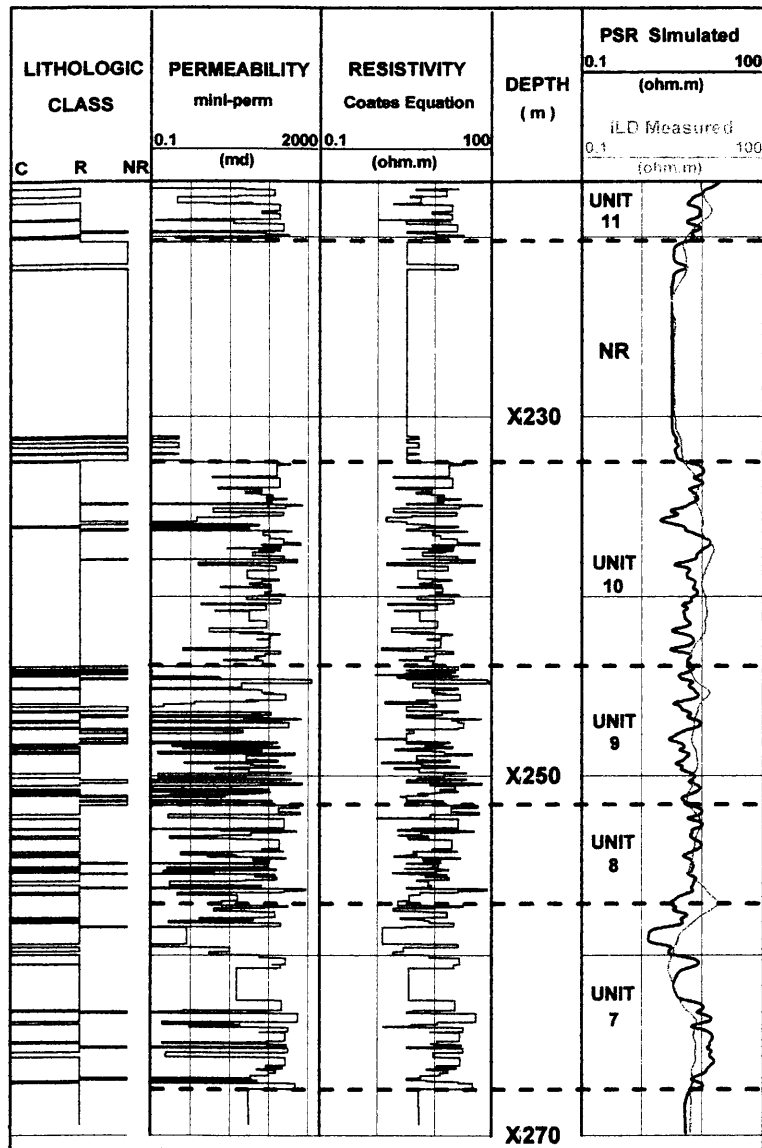 LITHOLOGIC
CLASS
C R NR
PERMEABILITY
mini-perm
0.1 2000
(md)
RESISTIVITY
Coates Equation
0.1 100
(ohm.m)
DEPTH
( m )
PSR Simulated
0.1 100
(ohm.m)
ILD Measured
0.1 100
(ohm.m)
UNIT
11
NR
X230
UNIT
10
UNIT
9
X250
UNIT
8
UNIT
7
X270